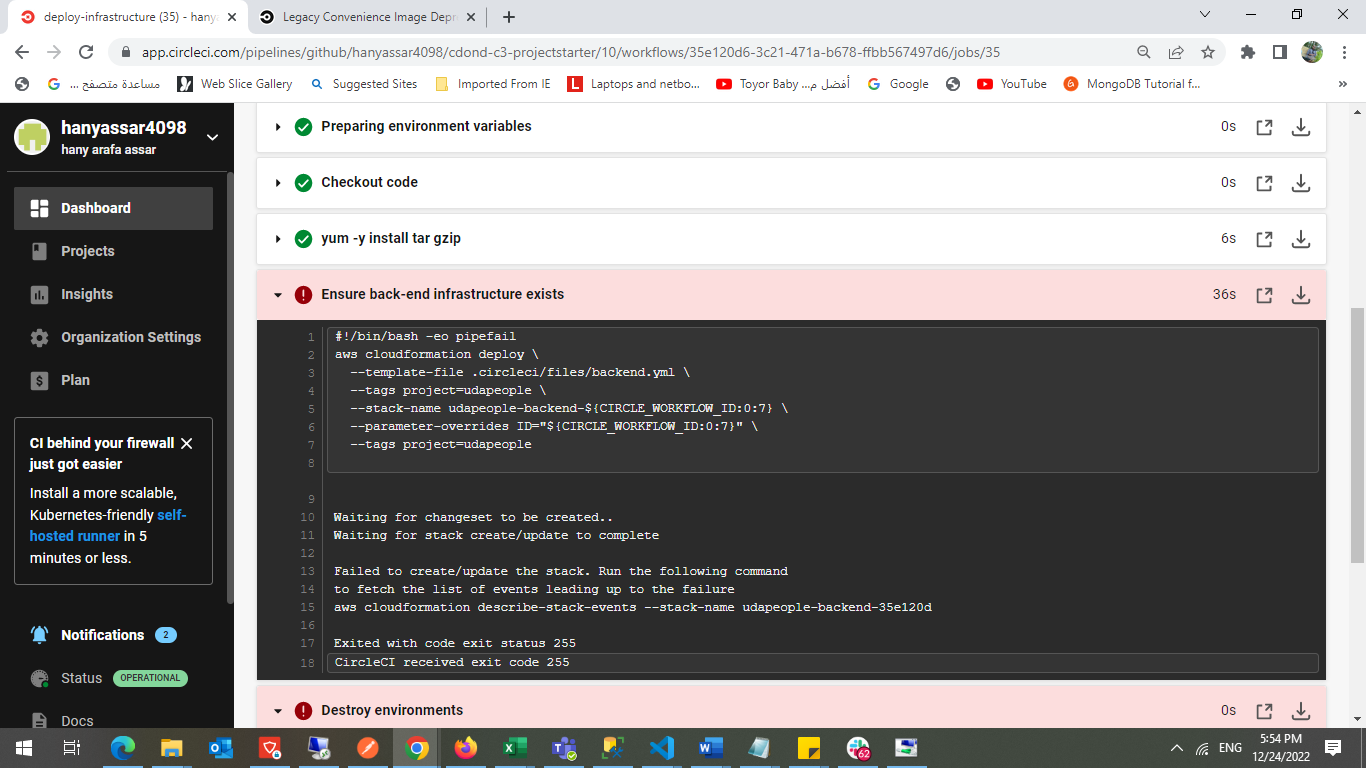 deploy-infrastructure (35) - hany
Legacy Convenience Image Depr
app.circleci.com/pipelines/github/hanyassar4098/cdond-c3-projectstarter/10/workflows/35e120d6-3c21-471a-b678-ffbb567497d6/jobs/35
مساعدة متصفح ...
Web Slice Gallery
Suggested Sites
Imported From IE
Laptops and netbo...
Toyor Baby ...أفضل م
Google
YouTube
MongoDB Tutorial f...
»
hanyassar4098
hany arafa assar
Dashboard
Projects
Insights
Organization Settings
Plan
CI behind your firewall
just got easier
Install a more scalable,
Kubernetes-friendly self-
hosted runner in 5
minutes or less.
Notifications 2
Status OPERATIONAL
Docs
Preparing environment variables 0s
Checkout code 0s
yum -y install tar gzip 6s
Ensure back-end infrastructure exists 36s
1 #!/bin/bash -eo pipefail
2 aws cloudformation deploy \
3 --template-file .circleci/files/backend.yml \
4 --tags project=udapeople \
5 --stack-name udapeople-backend-${CIRCLE_WORKFLOW_ID:0:7} \
6 --parameter-overrides ID="${CIRCLE_WORKFLOW_ID:0:7}" \
7 --tags project=udapeople
8
9
10 Waiting for changeset to be created..
11 Waiting for stack create/update to complete
12
13 Failed to create/update the stack. Run the following command
14 to fetch the list of events leading up to the failure
15 aws cloudformation describe-stack-events --stack-name udapeople-backend-35e120d
16
17 Exited with code exit status 255
18 CircleCI received exit code 255
Destroy environments 0s
62
ENG
5:54 PM
12/24/2022